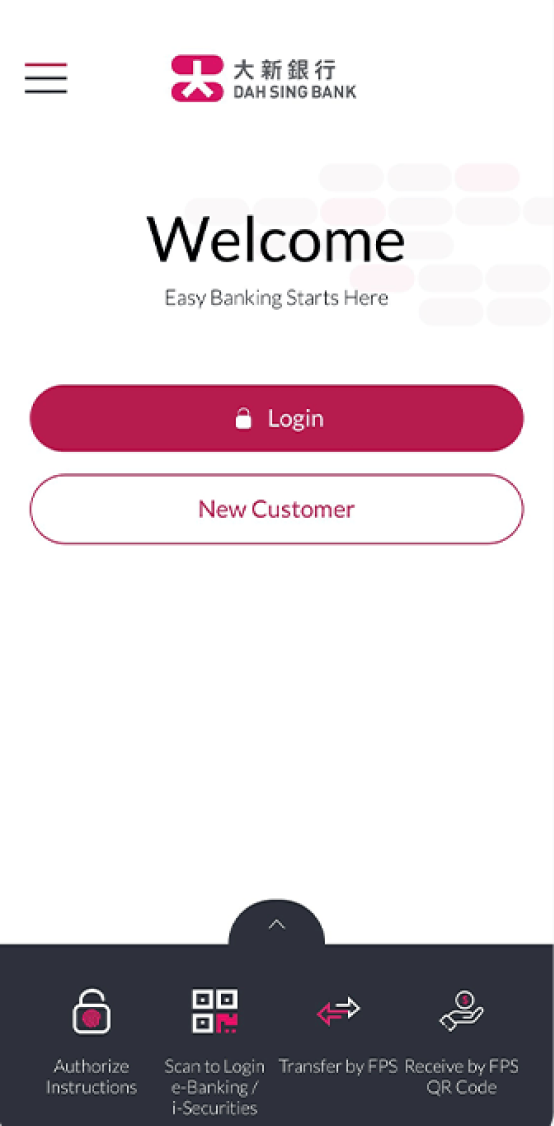 大新銀行
DAH SING BANK
Welcome
Easy Banking Starts Here
Login
New Customer
Authorize
Instructions
Scan to Login
e-Banking /
i-Securities
Transfer by FPS
Receive by FPS
QR Code